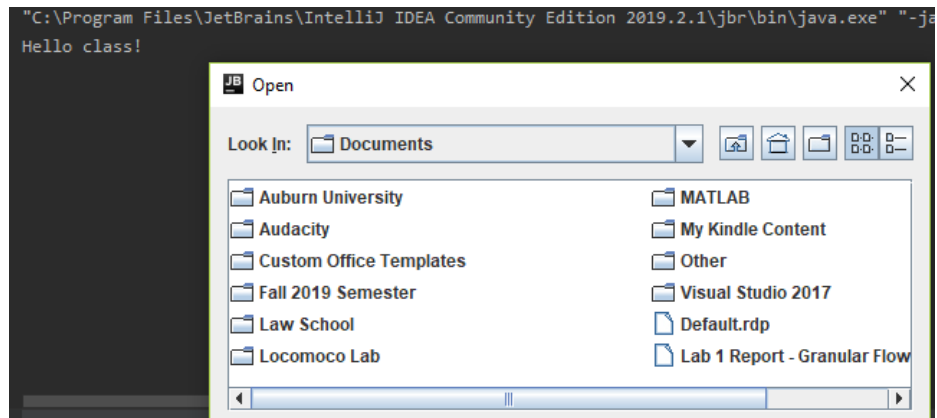 "C:\Program Files\JetBrains\IntelliJ IDEA Community Edition 2019.2.1\jbr\bin\java.exe" "-ja
Hello class!
JB Open
Look In: Documents
Auburn University
Audacity
Custom Office Templates
Fall 2019 Semester
Law School
Locomoco Lab
MATLAB
My Kindle Content
Other
Visual Studio 2017
Default.rdp
Lab 1 Report - Granular Flow